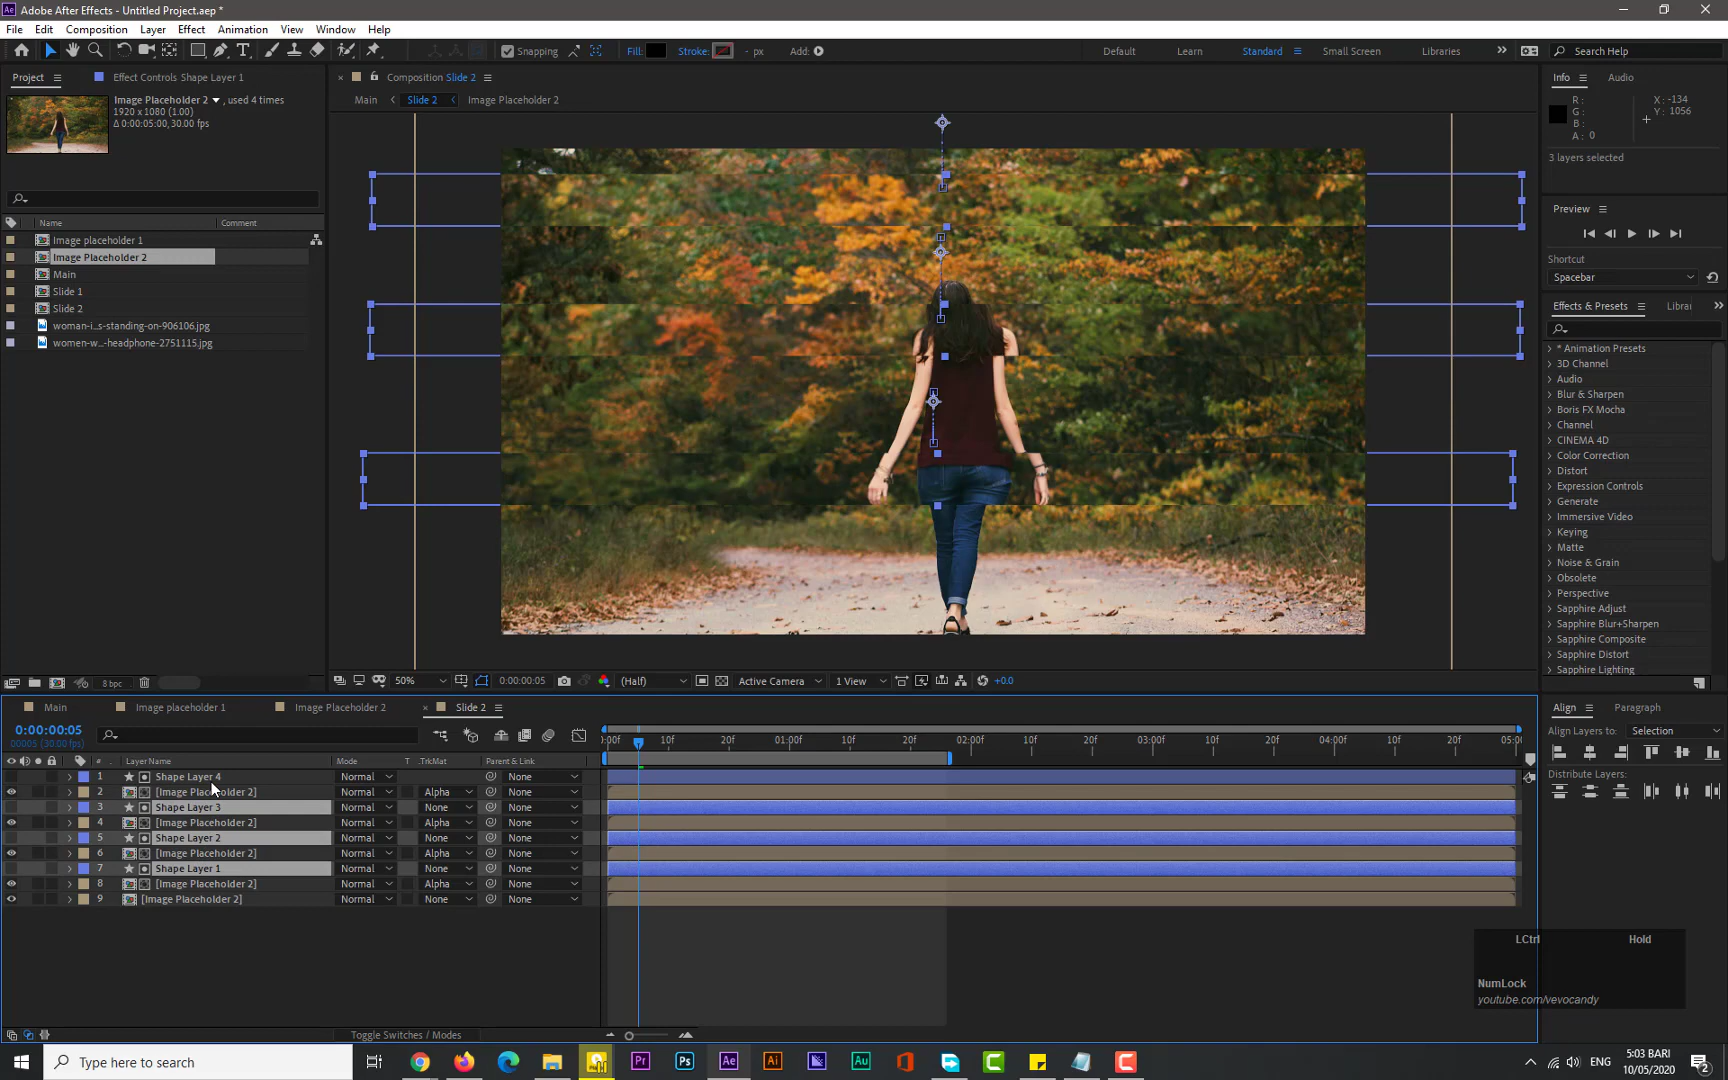 Adobe After Effects - Untitled Project.aep *
File Edit Composition Layer Effect Animation View Window Help
Snapping Fill: Stroke: - px Add: Default Learn Standard Small Screen Libraries Search Help
Project Effect Controls Shape Layer 1
Image Placeholder 2 , used 4 times
1920 x 1080 (1.00)
Δ 0:00:05:00, 30.00 fps
Name Comment
Image placeholder 1
Image Placeholder 2
Main
Slide 1
Slide 2
woman-i..s-standing-on-906106.jpg
women-w...-headphone-2751115.jpg
8 bpc
Composition Slide 2
Main Slide 2 Image Placeholder 2
50% 0:00:00:05 (Half) Active Camera 1 View +0.0
Info Audio
R: X: -134
G: Y: 1056
B:
A: 0
3 layers selected
Preview
Shortcut
Spacebar
Effects & Presets Librar
* Animation Presets
3D Channel
Audio
Blur & Sharpen
Boris FX Mocha
Channel
CINEMA 4D
Color Correction
Distort
Expression Controls
Generate
Immersive Video
Keying
Matte
Noise & Grain
Obsolete
Perspective
Sapphire Adjust
Sapphire Blur+Sharpen
Sapphire Composite
Sapphire Distort
Sapphire Lighting
Align Paragraph
Align Layers to: Selection
Distribute Layers:
Main Image placeholder 1 Image Placeholder 2 Slide 2
0:00:00:05
00005 (30.00 fps)
# Layer Name Mode T .TrkMat Parent & Link
):00f 10f 20f 01:00f 10f 20f 02:00f 10f 20f 03:00f 10f 20f 04:00f 10f 20f 05:00
1 Shape Layer 4 Normal None
2 [Image Placeholder 2] Normal Alpha None
3 Shape Layer 3 Normal None None
4 [Image Placeholder 2] Normal Alpha None
5 Shape Layer 2 Normal None None
6 [Image Placeholder 2] Normal Alpha None
7 Shape Layer 1 Normal None None
8 [Image Placeholder 2] Normal Alpha None
9 [Image Placeholder 2] Normal None None
LCtrl Hold
NumLock
youtube.com/vevocandy
Toggle Switches / Modes
Type here to search
ENG
5:03 BARI
10/05/2020
2